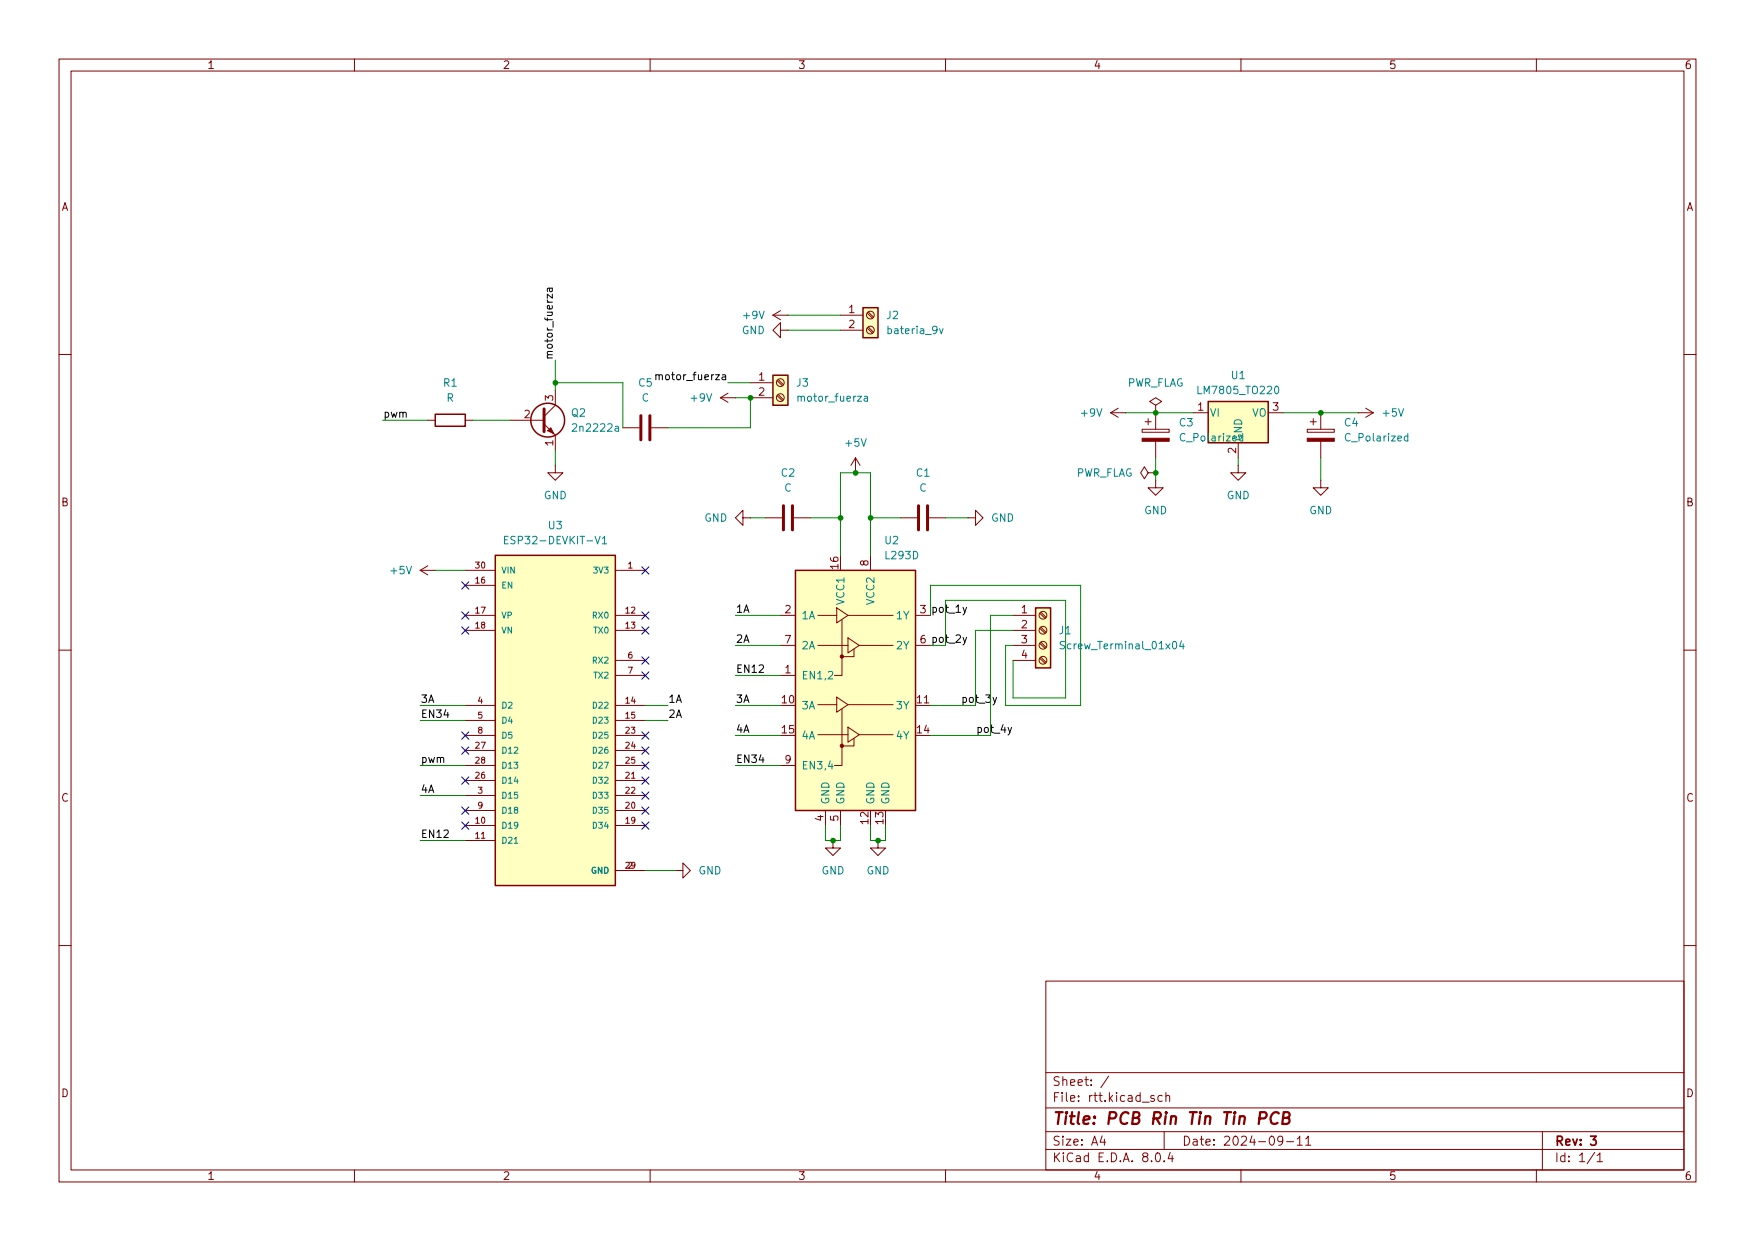 1 2 3 4 5 6
A A
B B
C C
D D
motor_fuerza
pwm
R1
R
2
3
1
Q2
2n2222a
GND
C5
C
+9V 1 J2
GND 2 bateria_9v
motor_fuerza 1 J3
+9V 2 motor_fuerza
PWR_FLAG
U1
LM7805_TO220
+9V
1 VI VO 3
GND
2
+5V
C3
C_Polarized
C4
C_Polarized
PWR_FLAG
GND
GND
GND
+5V
C2
C
C1
C
GND
GND
U2
L293D
16 8
VCC1 VCC2
1A 2 1A 1Y 3 pot_1y
2A 7 2A 2Y 6 pot_2y
EN12 1 EN1,2
3A 10 3A 3Y 11 pot_3y
4A 15 4A 4Y 14 pot_4y
EN34 9 EN3,4
GND GND GND GND
4 5 12 13
GND GND
1
2 J1
3 Screw_Terminal_01x04
4
U3
ESP32-DEVKIT-V1
+5V 30 VIN 3V3 1
16 EN
17 VP RX0 12
18 VN TX0 13
RX2 6
TX2 7
3A 4 D2 D22 14 1A
EN34 5 D4 D23 15 2A
8 D5 D25 23
27 D12 D26 24
pwm 28 D13 D27 25
26 D14 D32 21
4A 3 D15 D33 22
9 D18 D35 20
10 D19 D34 19
EN12 11 D21
GND 29 GND
Sheet: /
File: rtt.kicad_sch
Title: PCB Rin Tin Tin PCB
Size: A4 Date: 2024-09-11 Rev: 3
KiCad E.D.A. 8.0.4 Id: 1/1
1 2 3 4 5 6